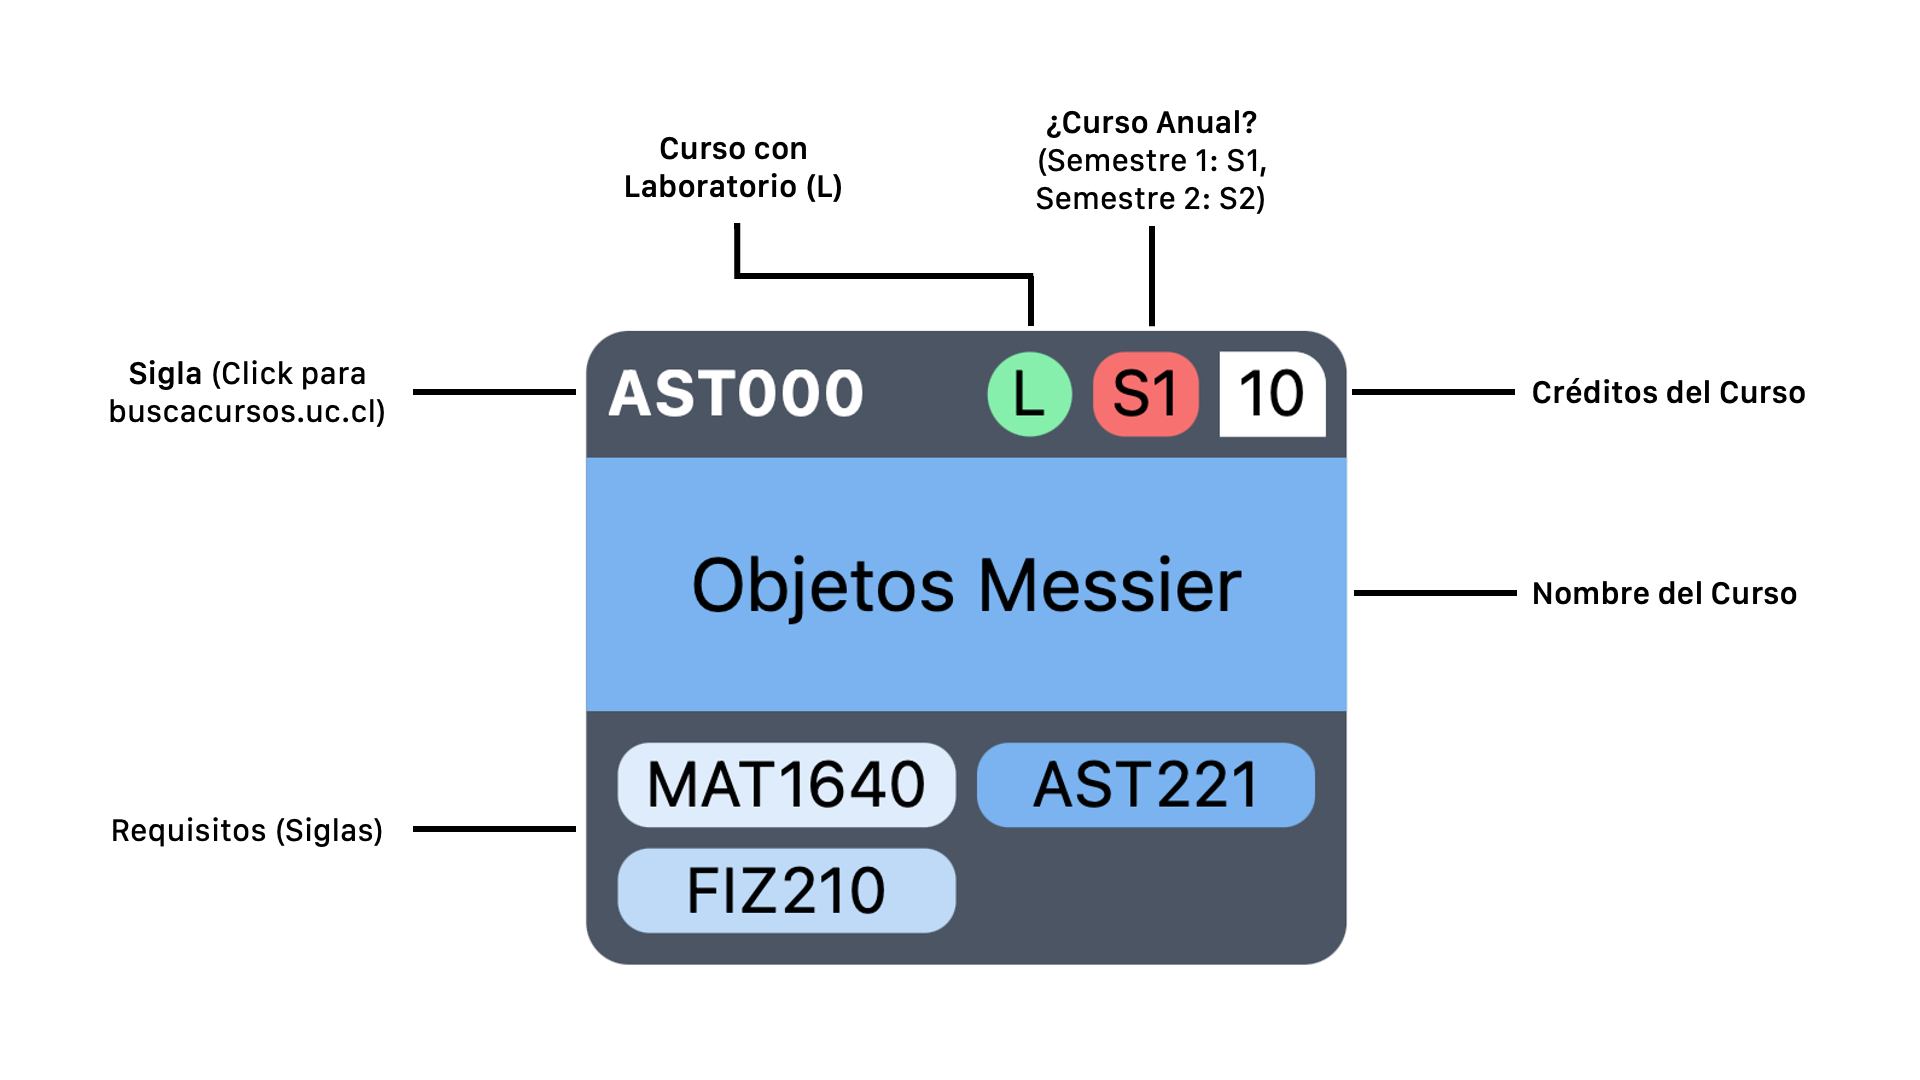 ¿Curso Anual?
(Semestre 1: S1,
Semestre 2: S2)
Curso con
Laboratorio (L)
Sigla (Click para
buscacursos.uc.cl)
AST000
L
S1
10
Créditos del Curso
Objetos Messier
Nombre del Curso
Requisitos (Siglas)
MAT1640
AST221
FIZ210